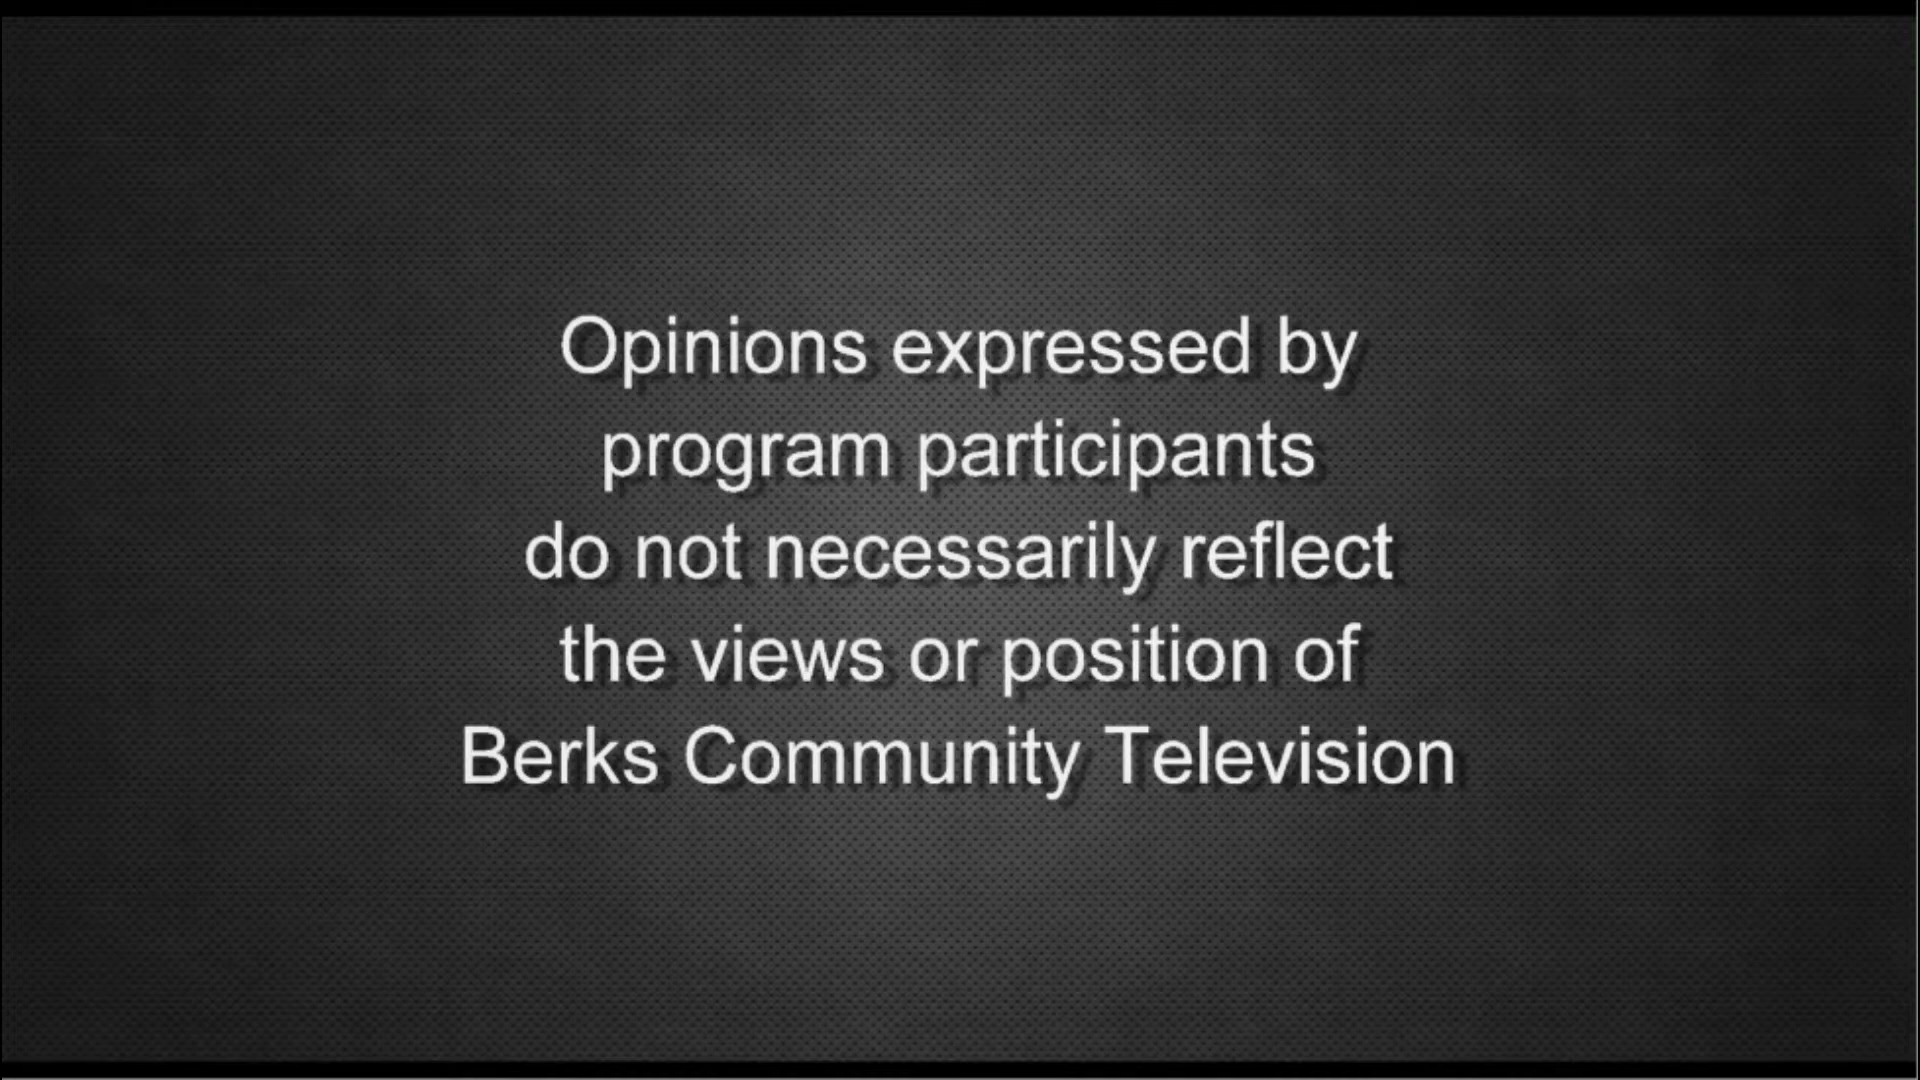 Opinions expressed by
program participants
do not necessarily reflect
the views or position of
Berks Community Television